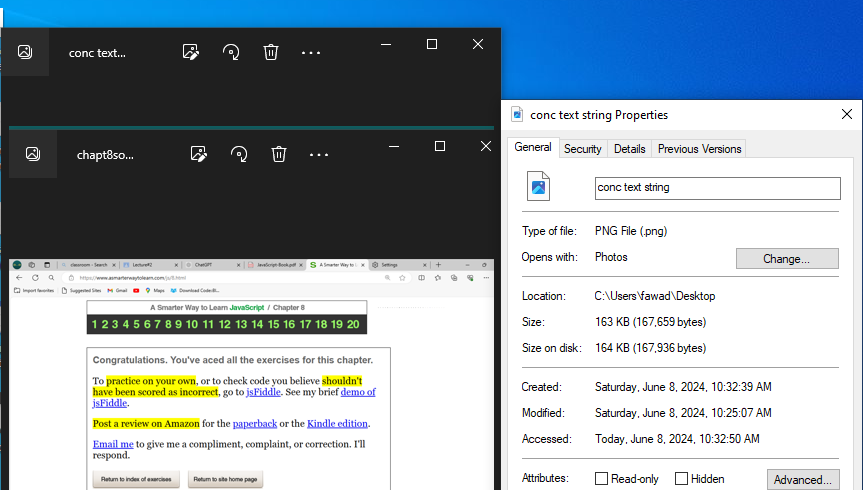 conc text...
chapt8so...
classroom - Search
Lecture#2
ChatGPT
JavaScript-Book.pdf
A Smarter Way to L
Settings
https://www.asmarterwaytolearn.com/js/8.html
Import favorites
Suggested Sites
Gmail
Maps
Download CodeBl...
A Smarter Way to Learn JavaScript / Chapter 8
1 2 3 4 5 6 7 8 9 10 11 12 13 14 15 16 17 18 19 20
Congratulations. You've aced all the exercises for this chapter.
To practice on your own, or to check code you believe shouldn't
have been scored as incorrect, go to jsFiddle. See my brief demo of
jsFiddle.
Post a review on Amazon for the paperback or the Kindle edition.
Email me to give me a compliment, complaint, or correction. I'll
respond.
Return to index of exercises
Return to site home page
conc text string Properties
General
Security
Details
Previous Versions
conc text string
Type of file: PNG File (.png)
Opens with: Photos
Change...
Location: C:\Users\fawad\Desktop
Size: 163 KB (167,659 bytes)
Size on disk: 164 KB (167,936 bytes)
Created: Saturday, June 8, 2024, 10:32:39 AM
Modified: Saturday, June 8, 2024, 10:25:07 AM
Accessed: Today, June 8, 2024, 10:32:50 AM
Attributes: Read-only Hidden Advanced...